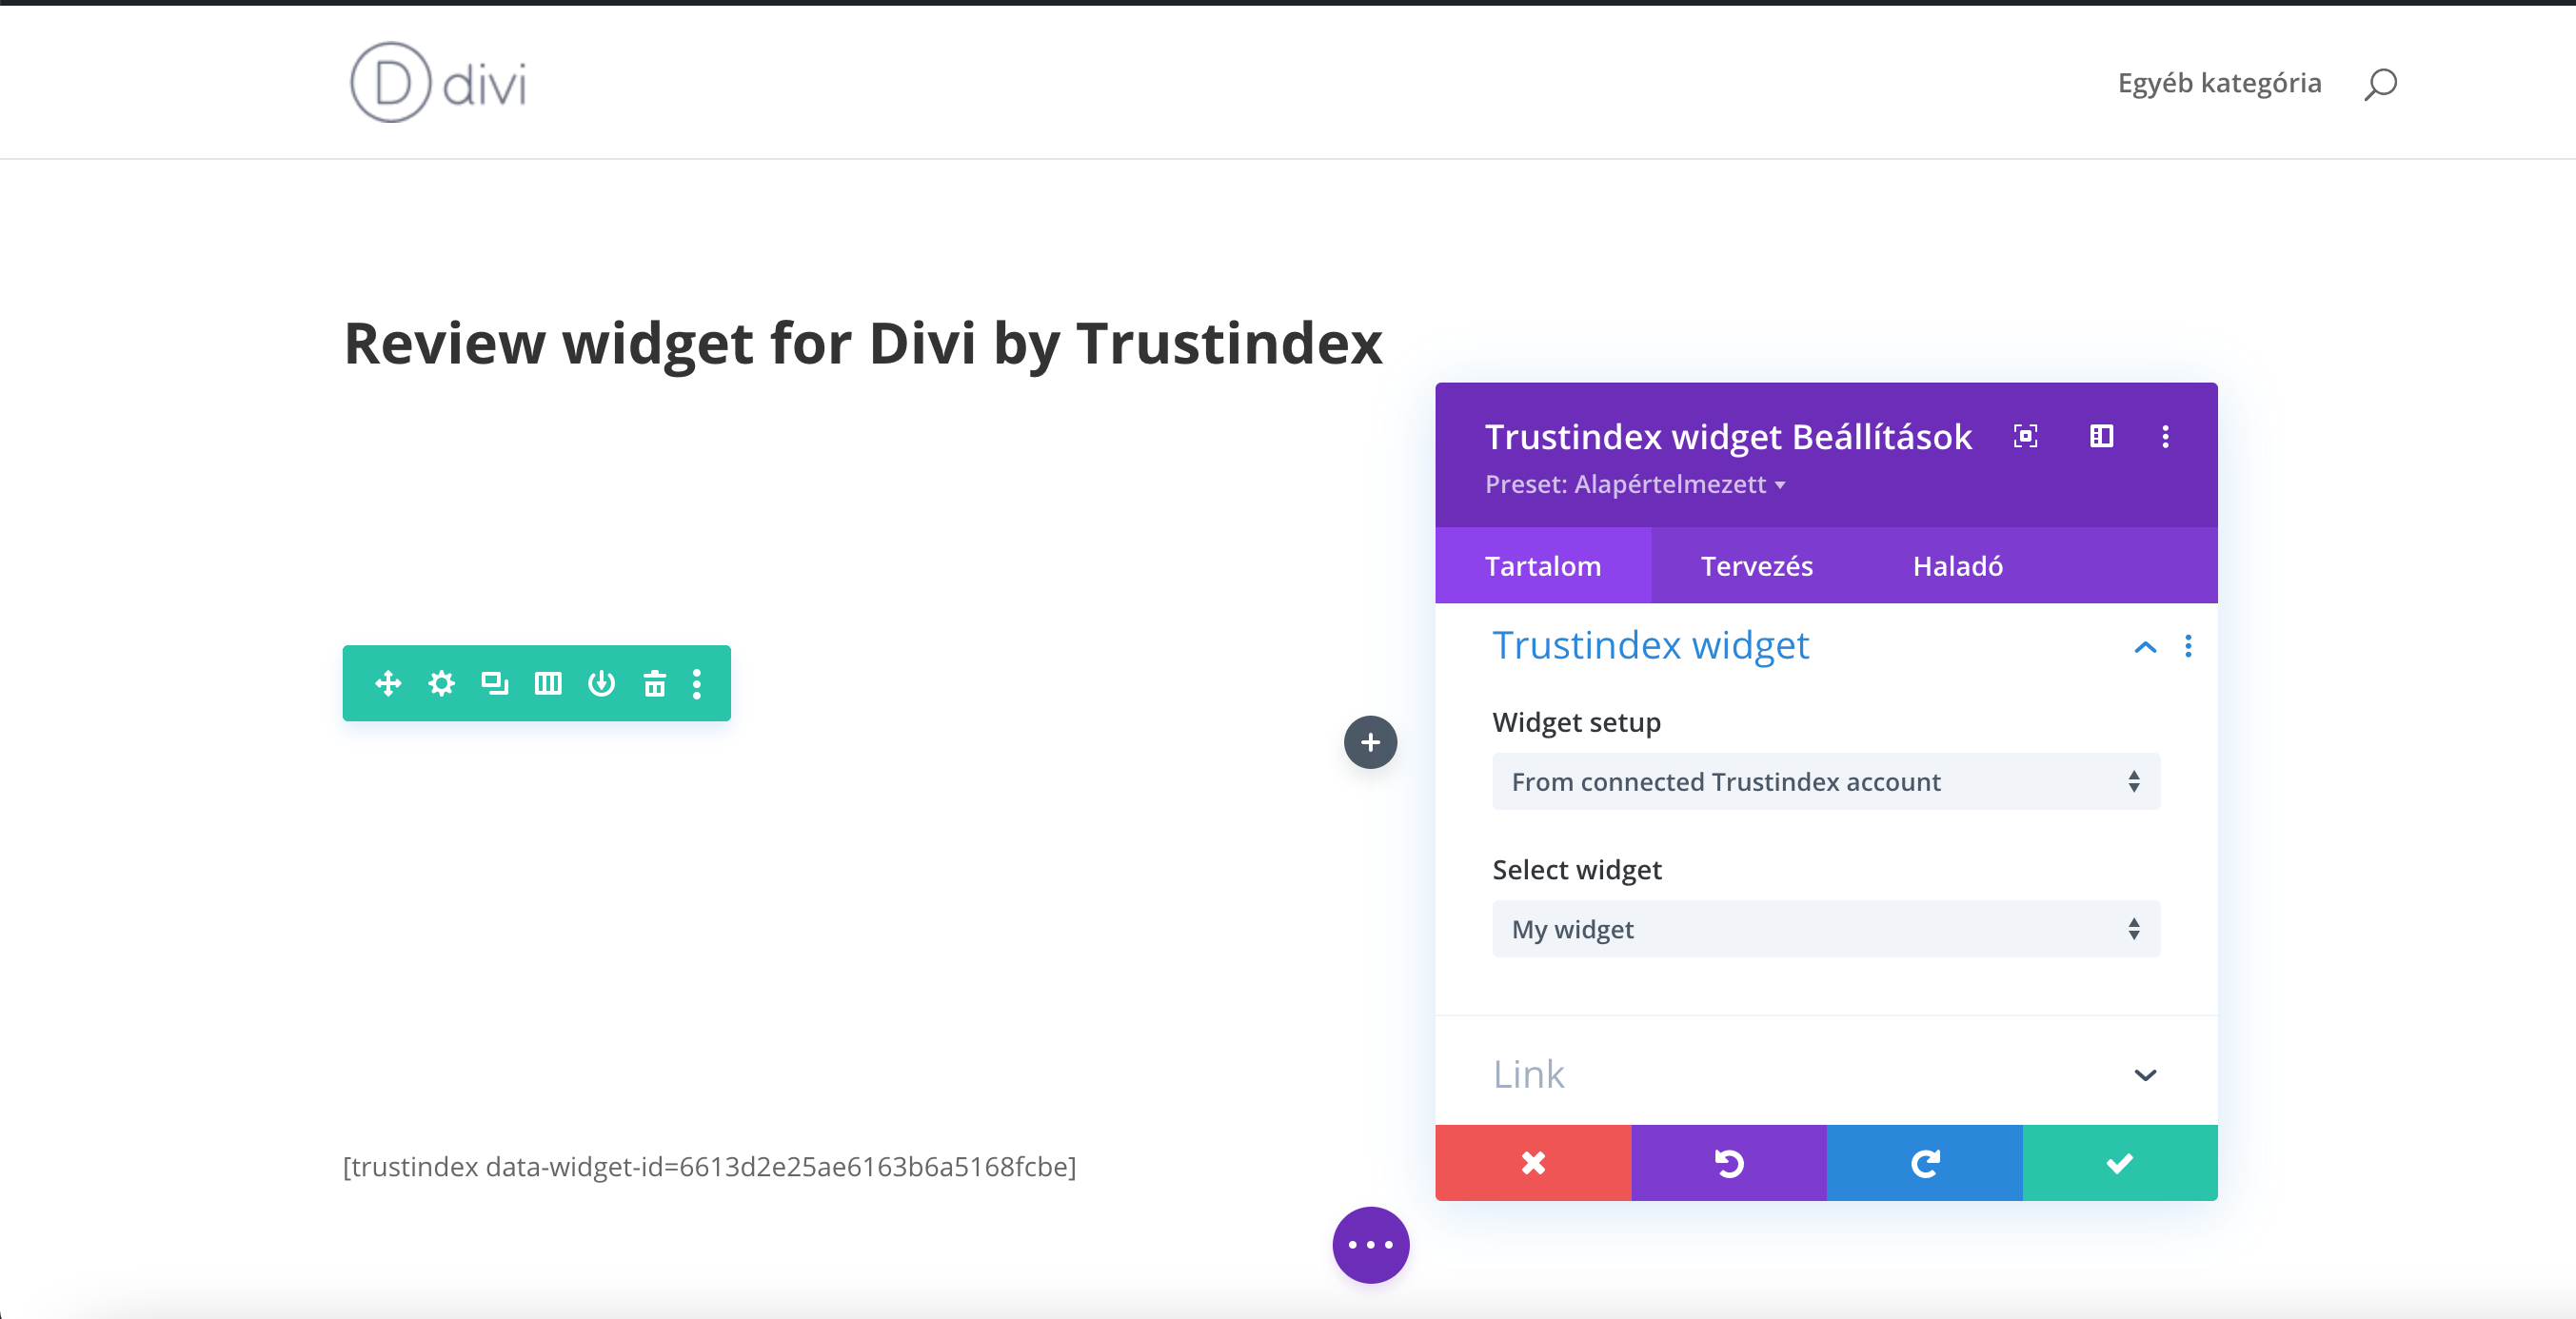 D divi
Egyéb kategória
Review widget for Divi by Trustindex
Trustindex widget Beállítások
Preset: Alapértelmezett
Tartalom
Tervezés
Haladó
Trustindex widget
Widget setup
From connected Trustindex account
Select widget
My widget
Link
[trustindex data-widget-id=6613d2e25ae6163b6a5168fcbe]